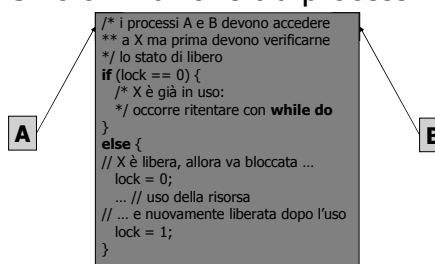 /* i processi A e B devono accedere
** a X ma prima devono verificarne
*/ lo stato di libero
if (lock == 0) {
/* X è già in uso:
*/ occorre ritentare con while do
}
else {
// X è libera, allora va bloccata ...
lock = 0;
... // uso della risorsa
// ... e nuovamente liberata dopo l'uso
lock = 1;
}
A
B